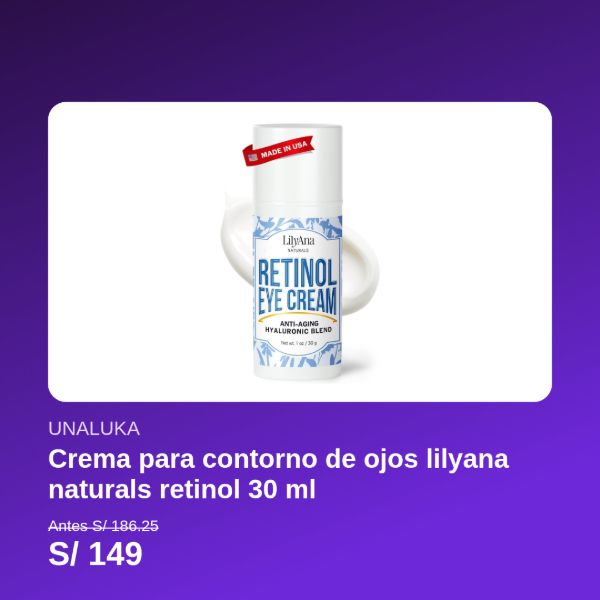 MADE IN USA
LilyAna
NATURALS
RETINOL
EYE CREAM
ANTI-AGING
HYALURONIC BLEND
Net wt. 1 oz / 30 g
UNALUKA
Crema para contorno de ojos lilyana
naturals retinol 30 ml
Antes S/ 186.25
S/ 149